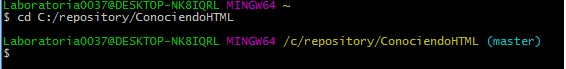 Laboratoria0037@DESKTOP-NK8IQRL MINGW64 ~
$ cd C:/repository/ConociendoHTML
Laboratoria0037@DESKTOP-NK8IQRL MINGW64 /c/repository/ConociendoHTML (master)
$